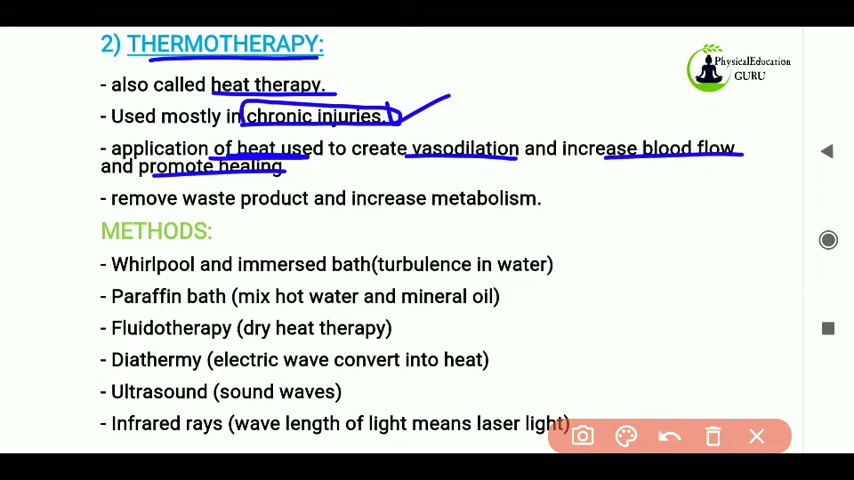 2) THERMOTHERAPY:
PhysicalEducation
GURU
- also called heat therapy.
- Used mostly in chronic injuries.
- application of heat used to create vasodilation and increase blood flow
and promote healing.
- remove waste product and increase metabolism.
METHODS:
- Whirlpool and immersed bath(turbulence in water)
- Paraffin bath (mix hot water and mineral oil)
- Fluidotherapy (dry heat therapy)
- Diathermy (electric wave convert into heat)
- Ultrasound (sound waves)
- Infrared rays (wave length of light means laser light)